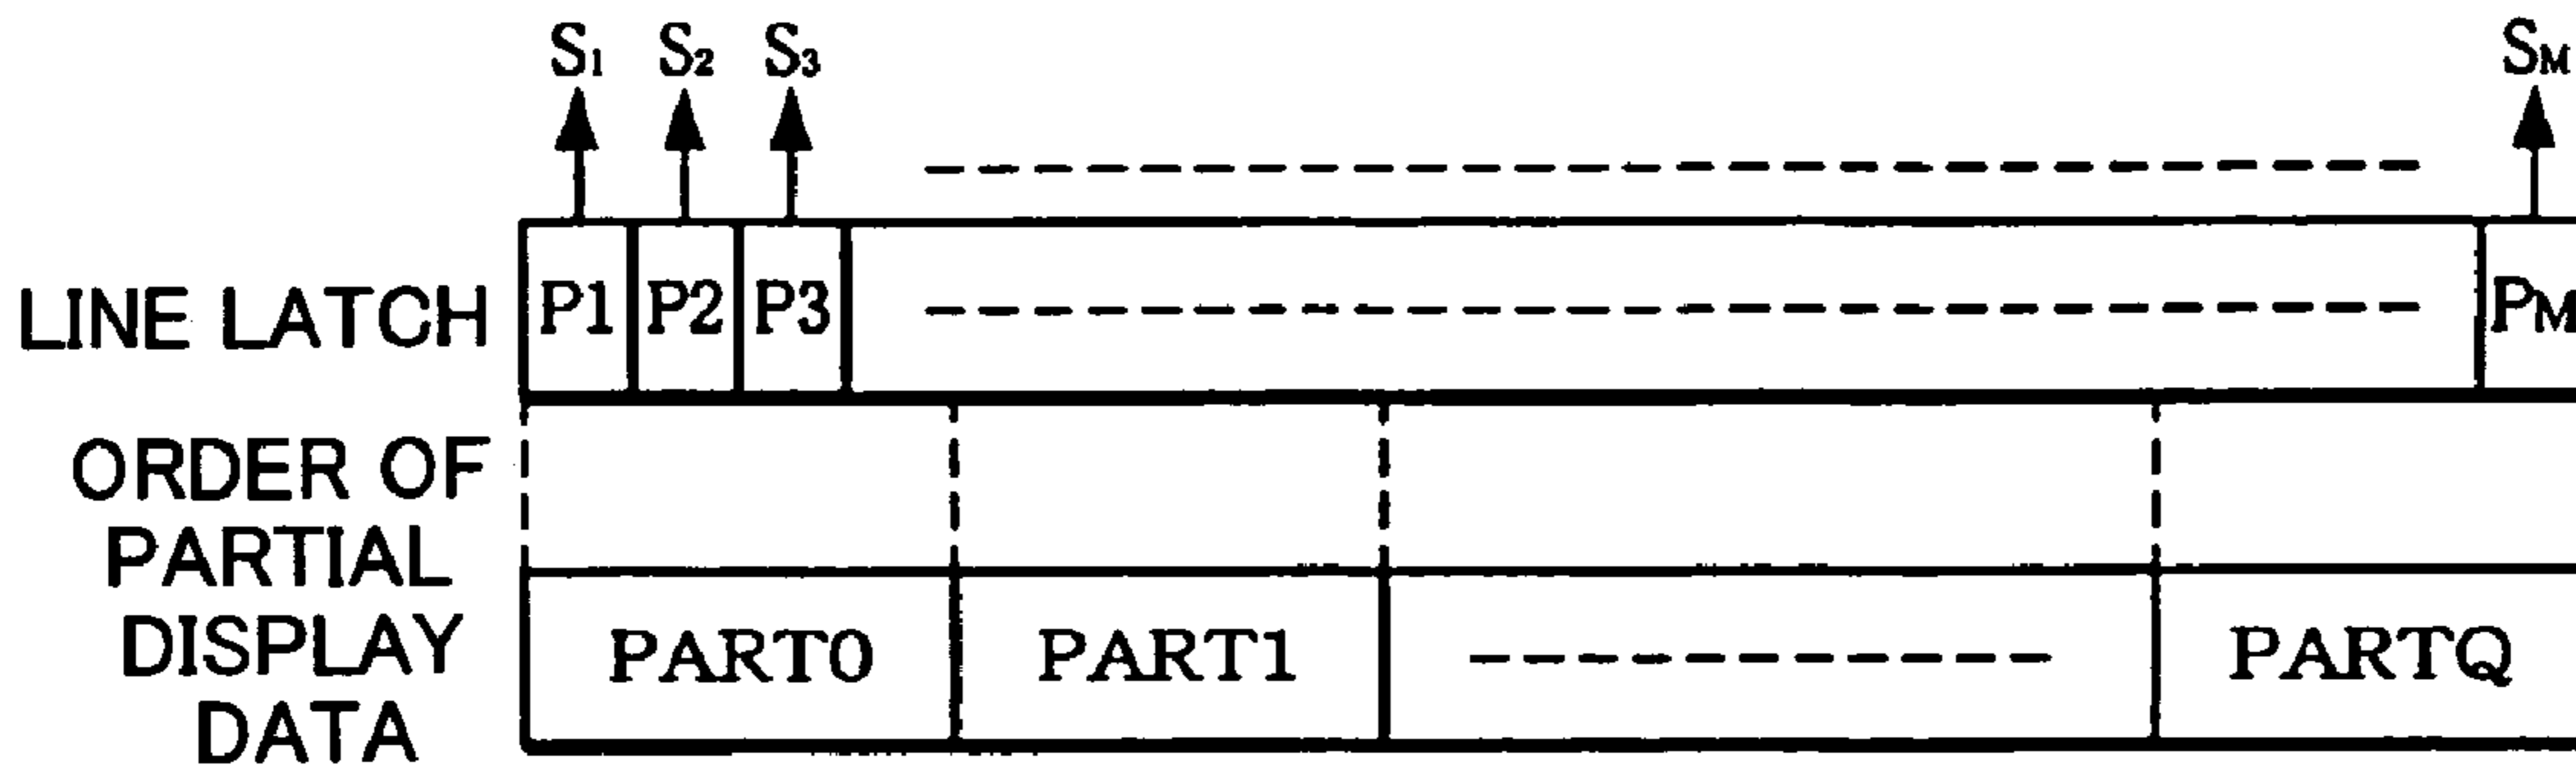 S1 S2 S3 SM
LINE LATCH P1 P2 P3 PM
ORDER OF
PARTIAL
DISPLAY
DATA
PART0 PART1 PARTQ